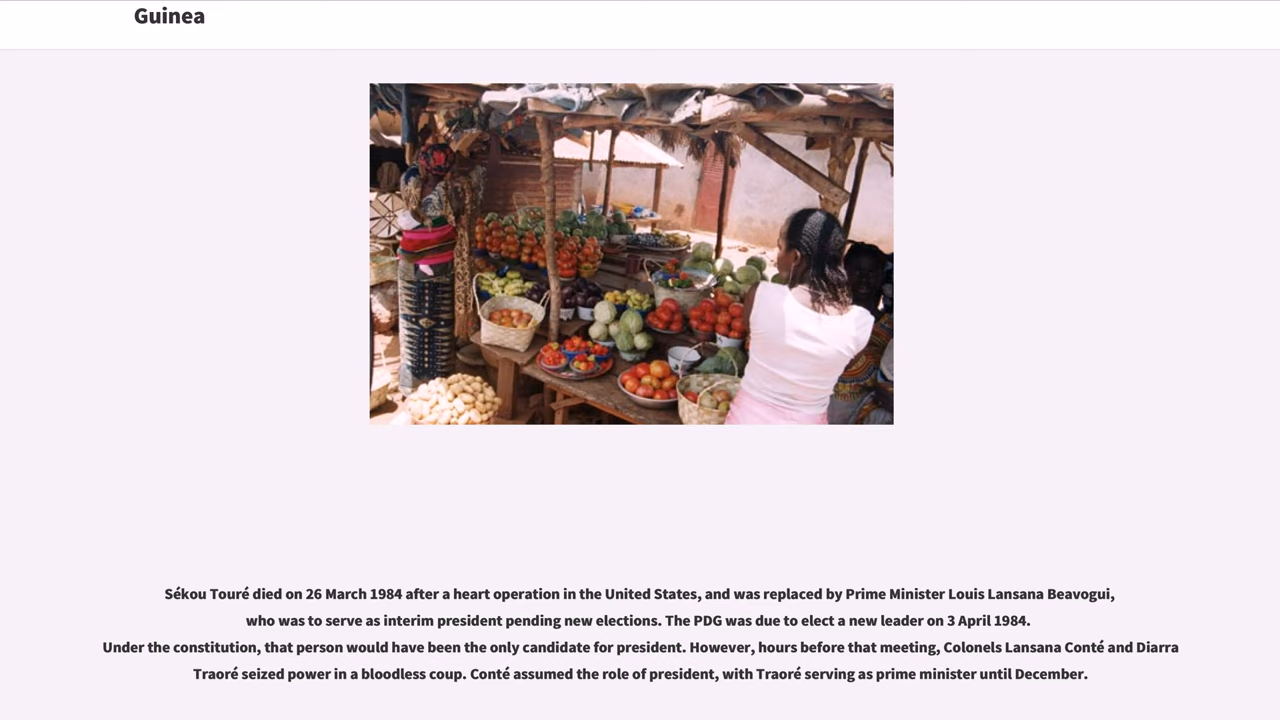 Guinea
Sékou Touré died on 26 March 1984 after a heart operation in the United States, and was replaced by Prime Minister Louis Lansana Beavogui,
who was to serve as interim president pending new elections. The PDG was due to elect a new leader on 3 April 1984.
Under the constitution, that person would have been the only candidate for president. However, hours before that meeting, Colonels Lansana Conté and Diarra
Traoré seized power in a bloodless coup. Conté assumed the role of president, with Traoré serving as prime minister until December.